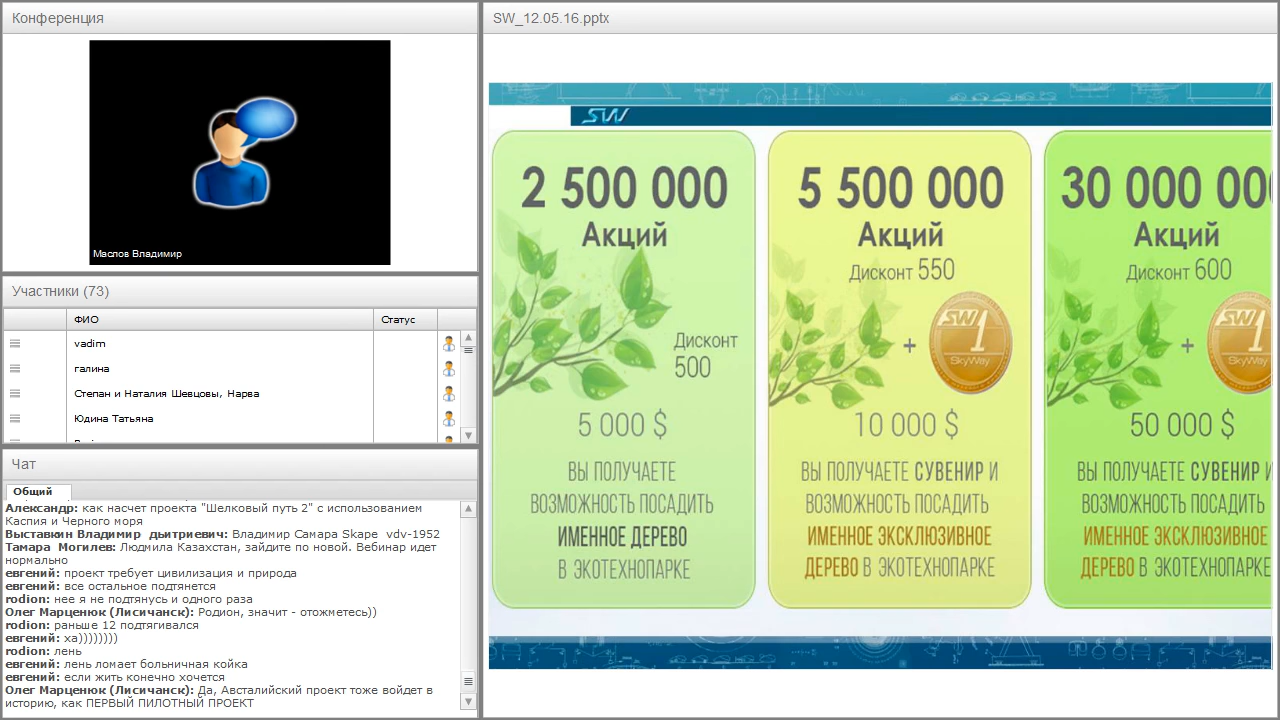 Конференция
Маслов Владимир
Участники (73)
ФИО Статус
vadim
галина
Степан и Наталия Шевцовы, Нарва
Юдина Татьяна
Чат
Общий
Александр: как насчет проекта "Шелковый путь 2" с использованием
Каспия и Черного моря
Выставкин Владимир дьитриевич: Владимир Самара Skape vdv-1952
Тамара Могилев: Людмила Казахстан, зайдите по новой. Вебинар идет
нормально
евгений: проект требует цивилизация и природа
евгений: все остальное подтянется
rodion: нее я не подтянусь и одного раза
Олег Марценюк (Лисичанск): Родион, значит - отожметесь))
rodion: раньше 12 подтягивался
евгений: ха))))))))
rodion: лень
евгений: лень ломает больничная койка
евгений: если жить конечно хочется
Олег Марценюк (Лисичанск): Да, Австалийский проект тоже войдет в
историю, как ПЕРВЫЙ ПИЛОТНЫЙ ПРОЕКТ
SW_12.05.16.pptx
SW
2 500 000
Акций
Дисконт
500
5 000 $
ВЫ ПОЛУЧАЕТЕ
ВОЗМОЖНОСТЬ ПОСАДИТЬ
ИМЕННОЕ ДЕРЕВО
В ЭКОТЕХНОПАРКЕ
5 500 000
Акций
Дисконт 550
+
SW 1
SkyWay
10 000 $
ВЫ ПОЛУЧАЕТЕ СУВЕНИР И
ВОЗМОЖНОСТЬ ПОСАДИТЬ
ИМЕННОЕ ЭКСКЛЮЗИВНОЕ
ДЕРЕВО В ЭКОТЕХНОПАРКЕ
30 000 00
Акций
Дисконт 600
+
SW 1
SkyWay
50 000 $
ВЫ ПОЛУЧАЕТЕ СУВЕНИР И
ВОЗМОЖНОСТЬ ПОСАДИТЬ
ИМЕННОЕ ЭКСКЛЮЗИВНОЕ
ДЕРЕВО В ЭКОТЕХНОПАРКЕ